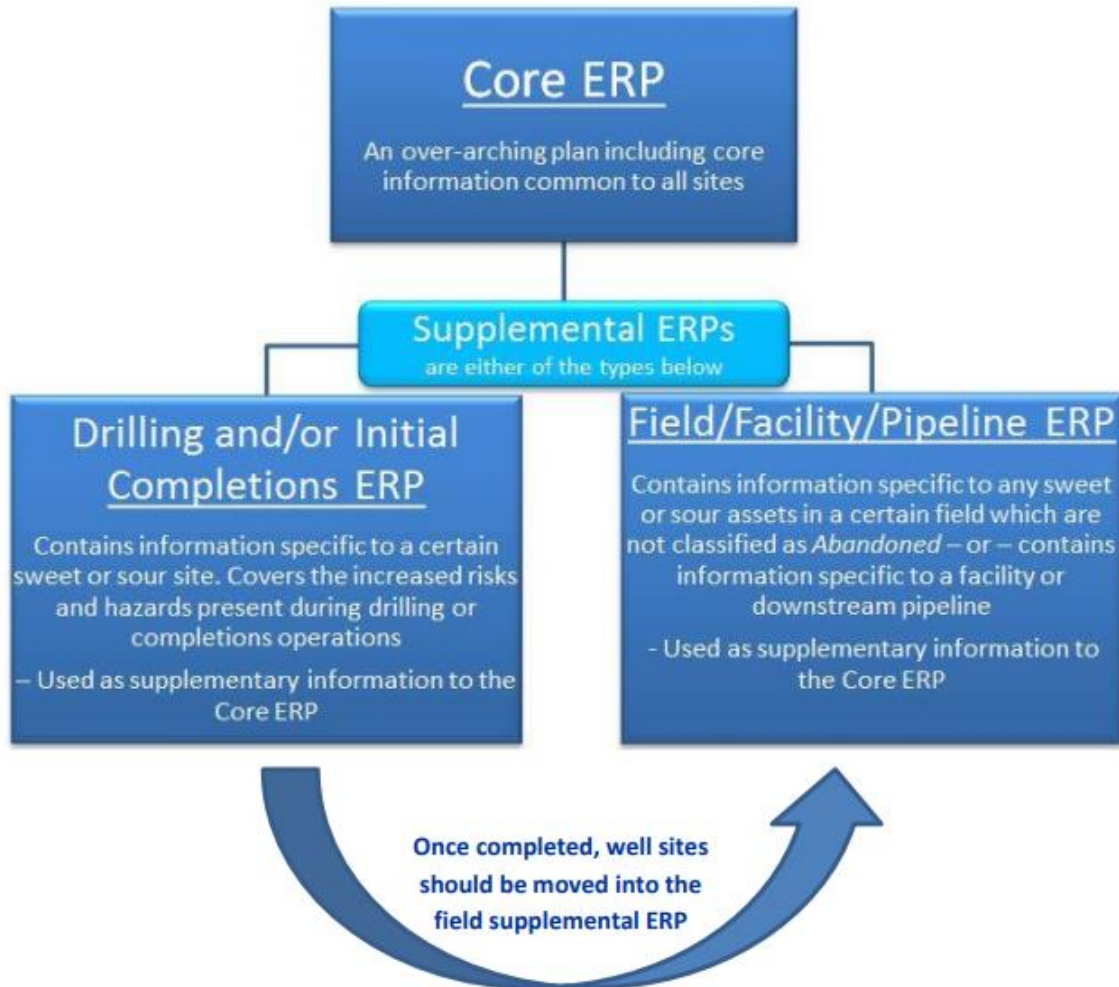 Core ERP
An over-arching plan including core
information common to all sites
Supplemental ERPs
are either of the types below
Drilling and/or Initial
Completions ERP
Contains information specific to a certain
sweet or sour site. Covers the increased risks
and hazards present during drilling or
completions operations
– Used as supplementary information to the
Core ERP
Field/Facility/Pipeline ERP
Contains information specific to any sweet
or sour assets in a certain field which are
not classified as Abandoned – or – contains
information specific to a facility or
downstream pipeline
- Used as supplementary information to
the Core ERP
Once completed, well sites
should be moved into the
field supplemental ERP